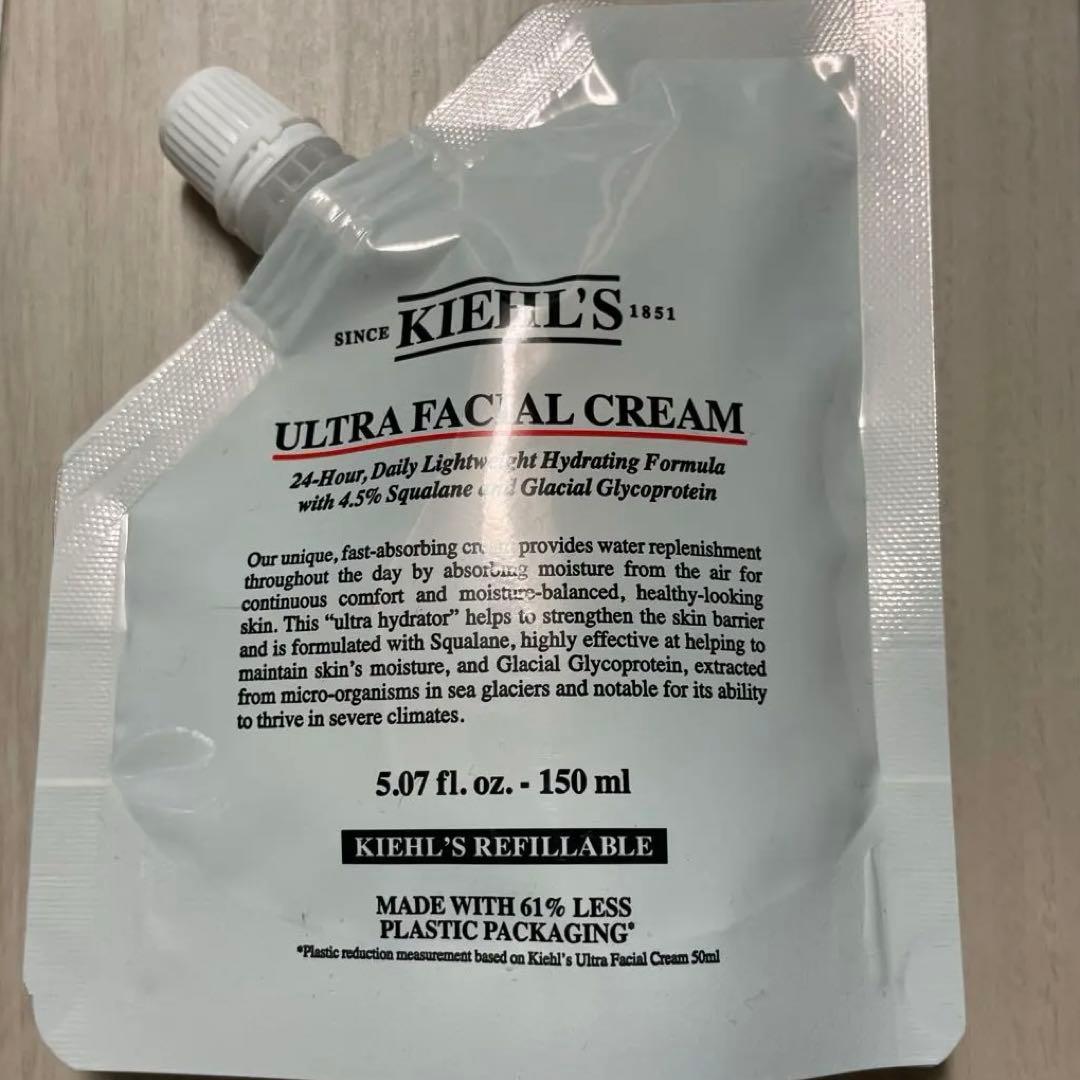 SINCE KIEHL'S 1851
ULTRA FACIAL CREAM
24-Hour, Daily Lightweight Hydrating Formula
with 4.5% Squalane and Glacial Glycoprotein
Our unique, fast-absorbing cream provides water replenishment
throughout the day by absorbing moisture from the air for
continuous comfort and moisture-balanced, healthy-looking
skin. This “ultra hydrator” helps to strengthen the skin barrier
and is formulated with Squalane, highly effective at helping to
maintain skin's moisture, and Glacial Glycoprotein, extracted
from micro-organisms in sea glaciers and notable for its ability
to thrive in severe climates.
5.07 fl. oz. - 150 ml
KIEHL'S REFILLABLE
MADE WITH 61% LESS
PLASTIC PACKAGING*
*Plastic reduction measurement based on Kiehl's Ultra Facial Cream 50ml